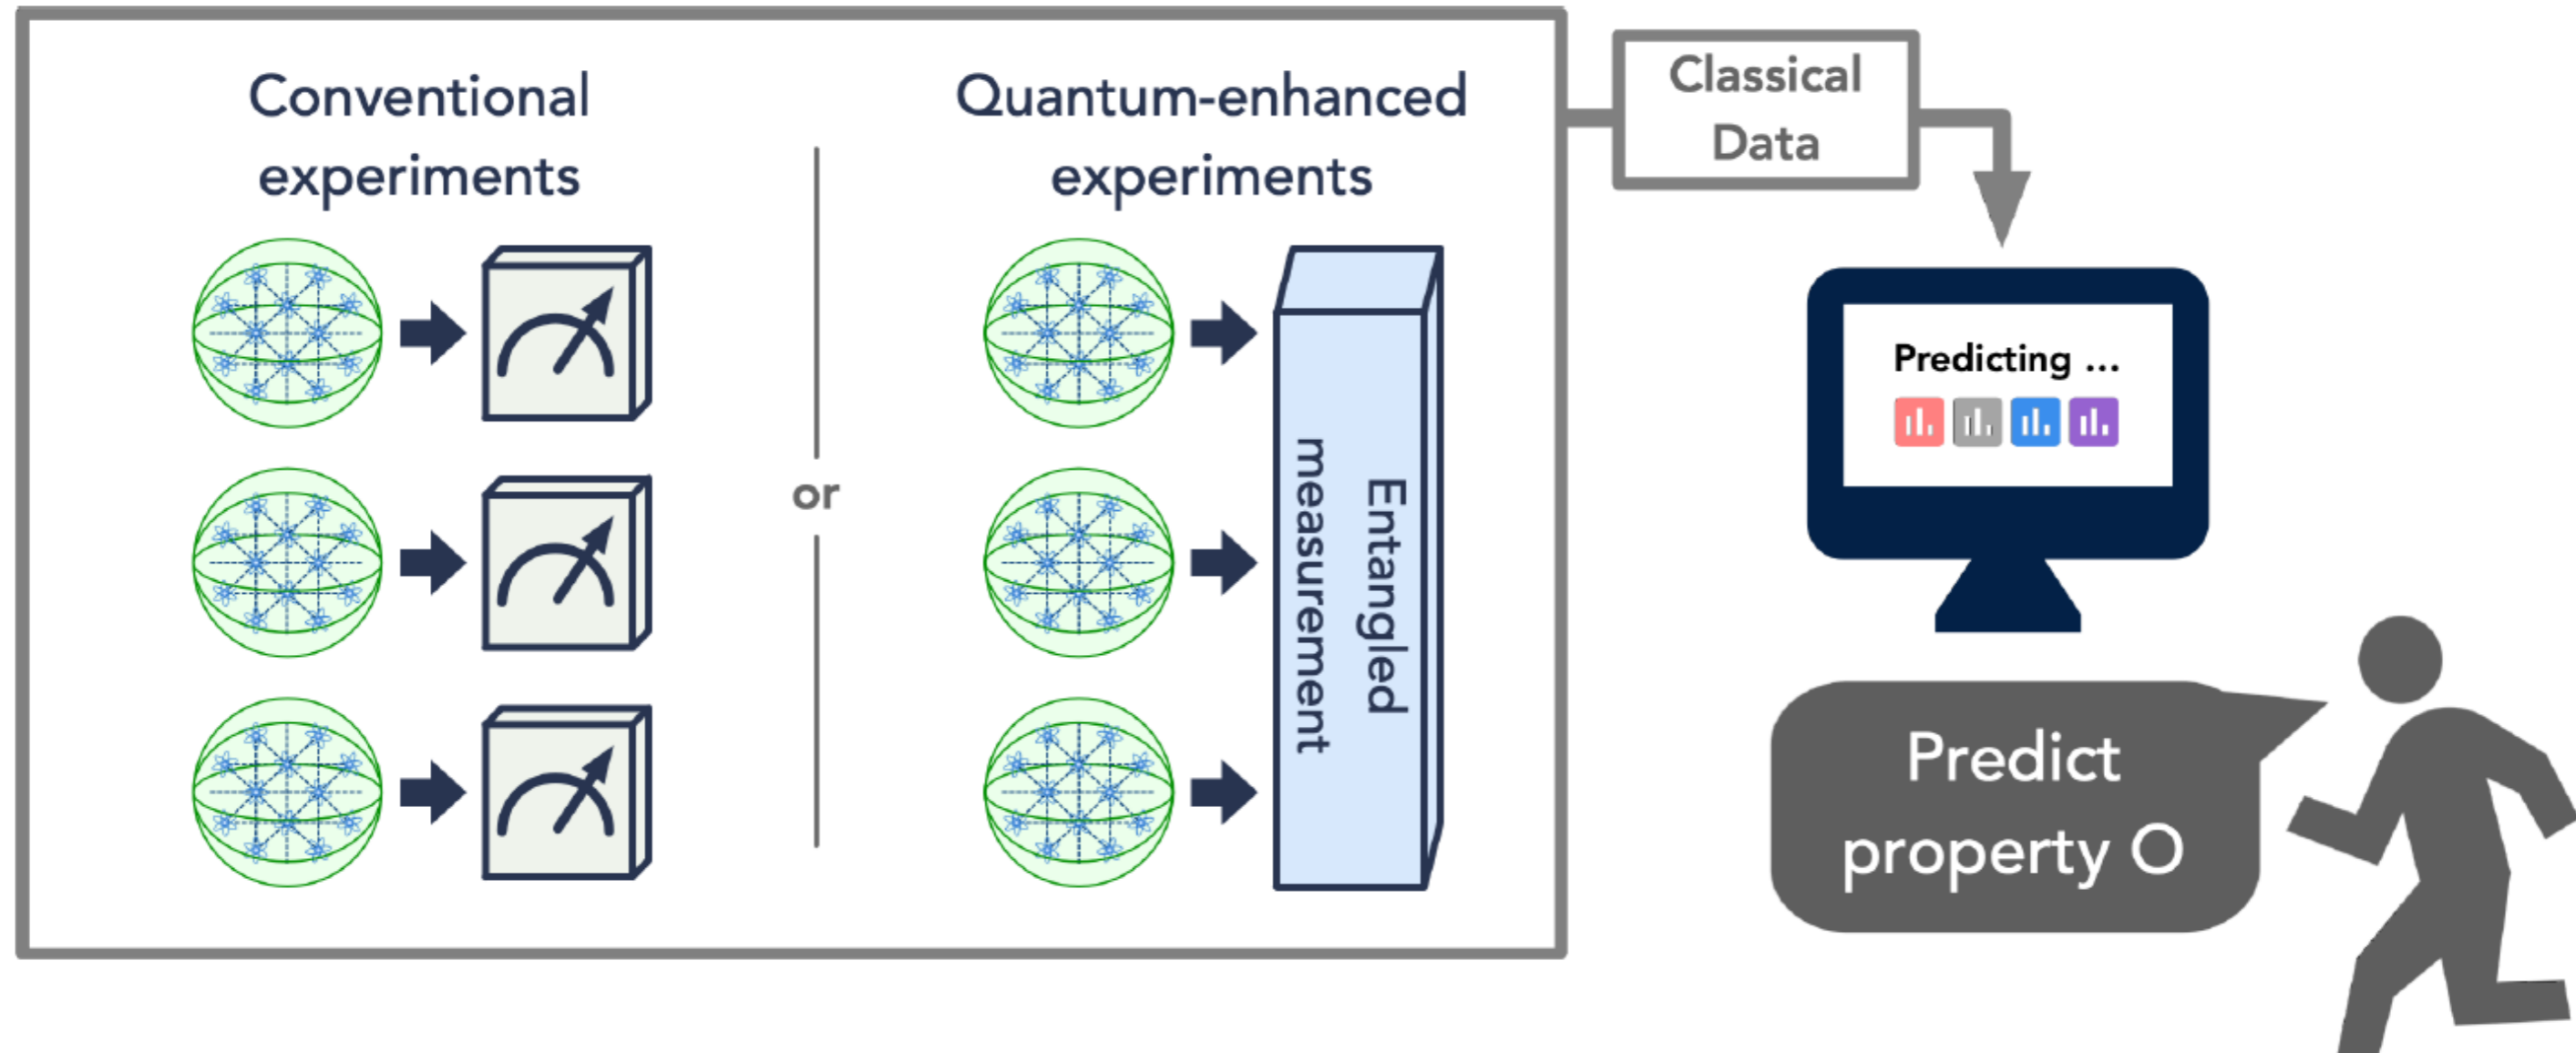 Conventional
experiments
or
Quantum-enhanced
experiments
Entangled
measurement
Classical
Data
Predicting ...
Predict
property O